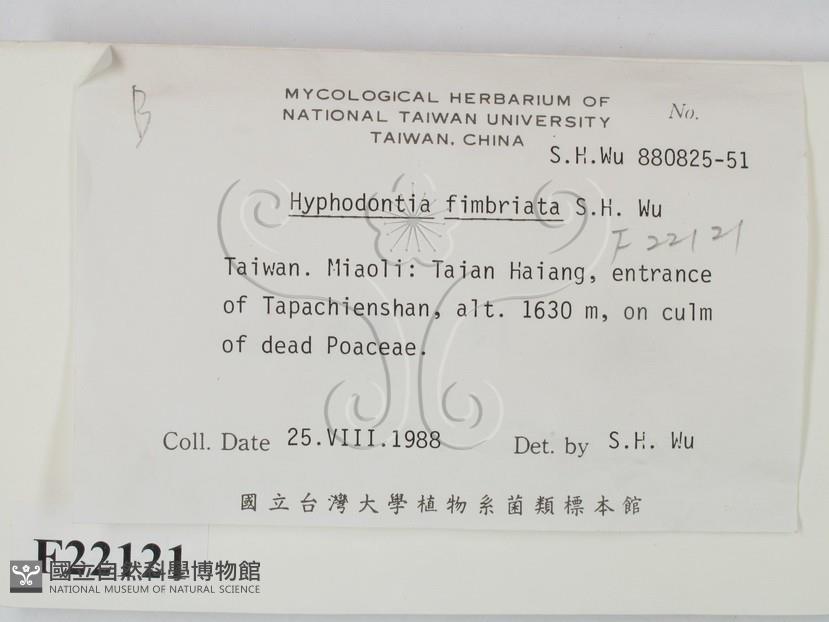 B
MYCOLOGICAL HERBARIUM OF
NATIONAL TAIWAN UNIVERSITY
TAIWAN, CHINA
No.
S.H.Wu 880825-51
Hyphodontia fimbriata S.H. Wu
F22121
Taiwan. Miaoli: Taian Haiang, entrance
of Tapachienshan, alt. 1630 m, on culm
of dead Poaceae.
Coll. Date 25.VIII.1988
Det. by S.H. Wu
國立台灣大學植物系菌類標本館
F22121
國立自然科學博物館
NATIONAL MUSEUM OF NATURAL SCIENCE